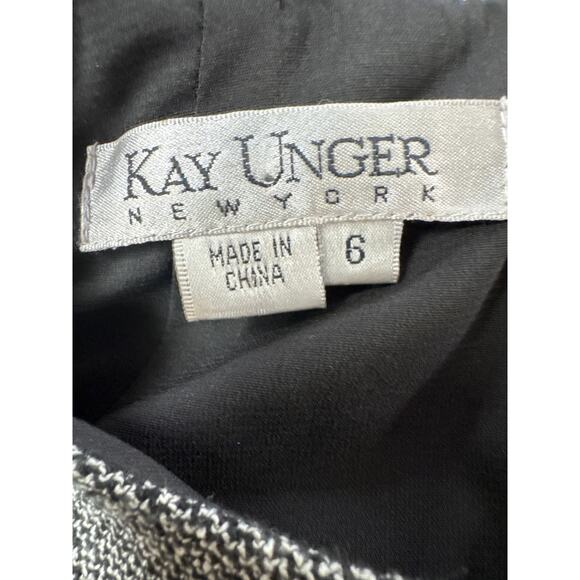 KAY UNGER
NEW YORK
MADE IN
CHINA
6